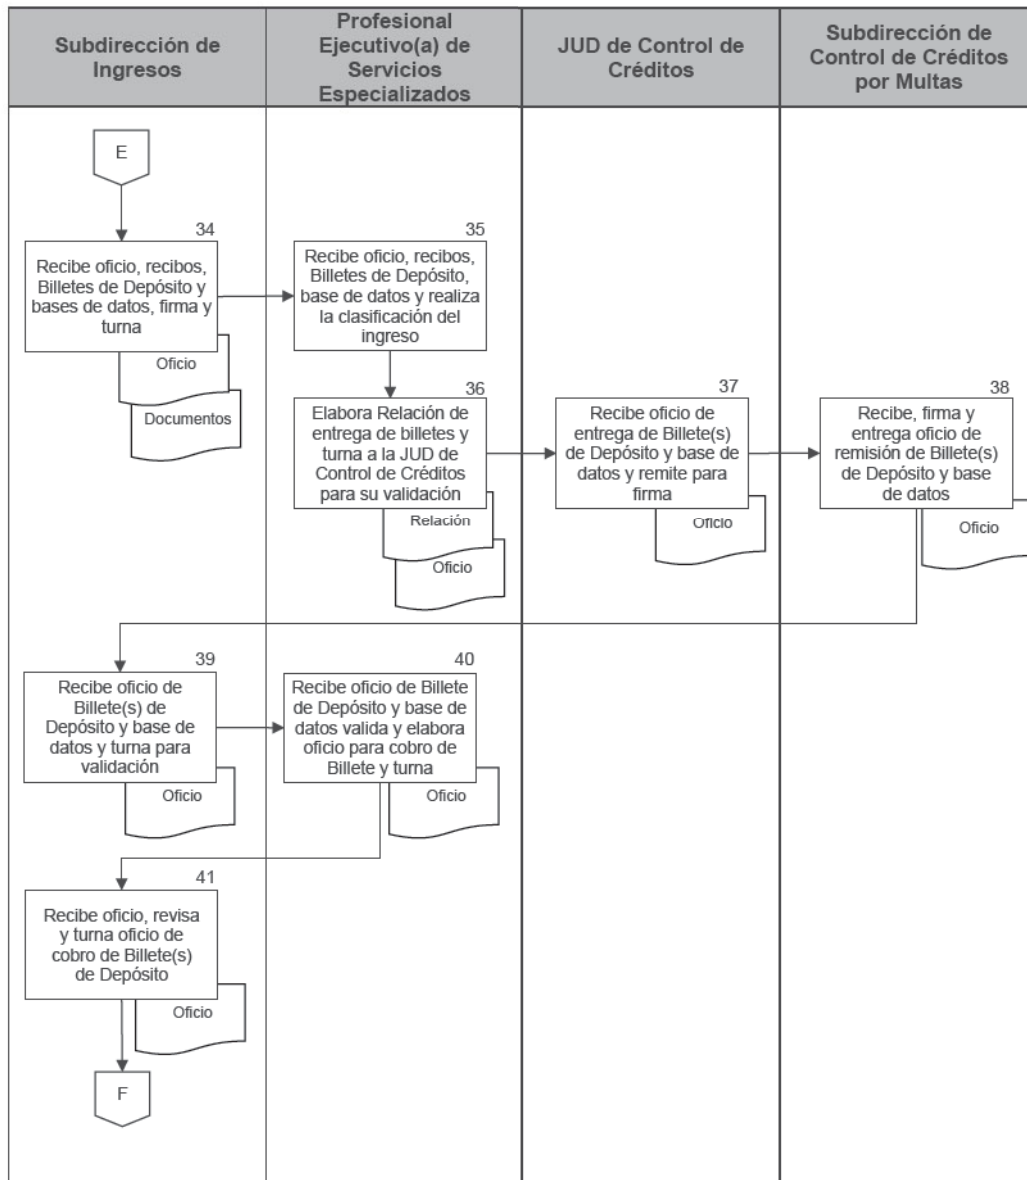 Subdirección de
Ingresos
Profesional
Ejecutivo(a) de
Servicios
Especializados
JUD de Control de
Créditos
Subdirección de
Control de Créditos
por Multas
E
34
Recibe oficio, recibos,
Billetes de Depósito y
bases de datos, firma y
turna
Oficio
Documentos
35
Recibe oficio, recibos,
Billetes de Depósito,
base de datos y realiza
la clasificación del
ingreso
36
Elabora Relación de
entrega de billetes y
turna a la JUD de
Control de Créditos
para su validación
Relación
Oficio
37
Recibe oficio de
entrega de Billete(s)
de Depósito y base de
datos y remite para
firma
Oficio
38
Recibe, firma y
entrega oficio de
remisión de Billete(s)
de Depósito y base
de datos
Oficio
39
Recibe oficio de
Billete(s) de
Depósito y base de
datos y turna para
validación
Oficio
40
Recibe oficio de Billete
de Depósito y base de
datos valida y elabora
oficio para cobro de
Billete y turna
Oficio
41
Recibe oficio, revisa
y turna oficio de
cobro de Billete(s)
de Depósito
Oficio
F